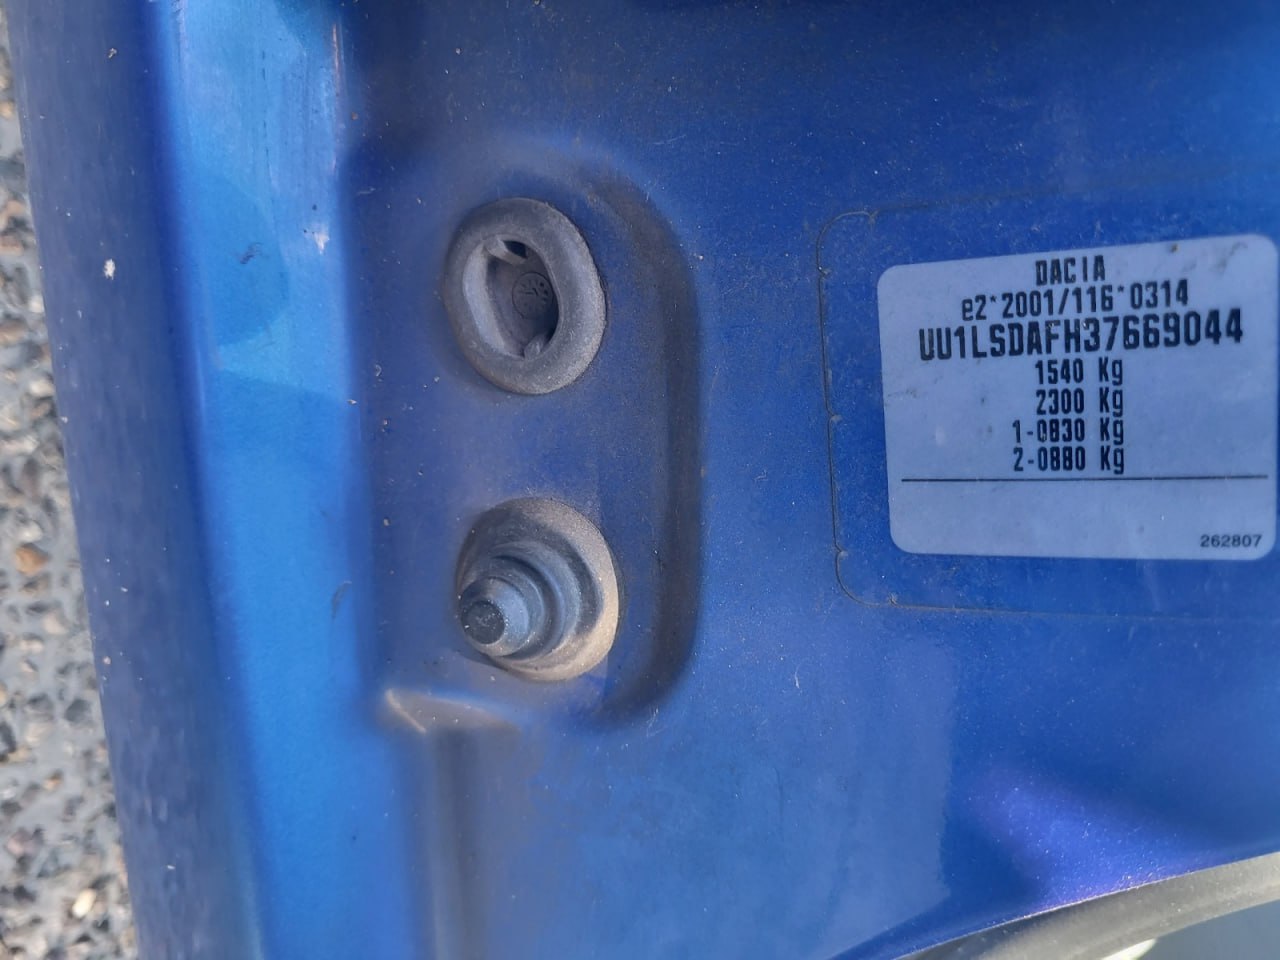 DACIA
e2*2001/116*0314
UU1LSDAFH37669044
1540 Kg
2300 Kg
1-0830 Kg
2-0880 Kg
262807